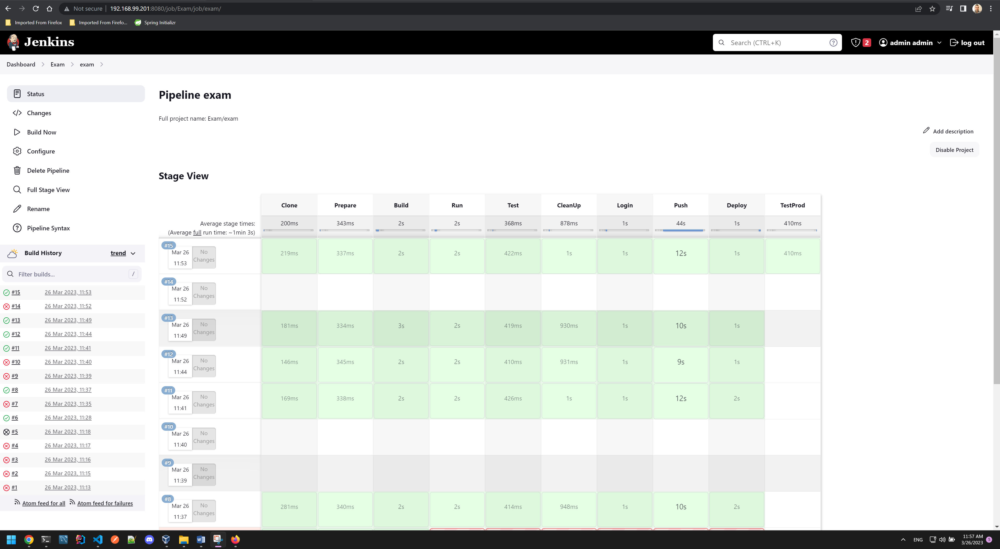 Not secure 192.168.99.201:8080/job/Exam/job/exam/
Imported From Firefox Imported From Firefo... Spring Initializr
Jenkins Search (CTRL+K) 2 admin admin log out
Dashboard Exam exam
Status
Changes
Build Now
Configure
Delete Pipeline
Full Stage View
Rename
Pipeline Syntax
Build History trend
Filter builds... /
#15 26 Mar 2023, 11:53
#14 26 Mar 2023, 11:52
#13 26 Mar 2023, 11:49
#12 26 Mar 2023, 11:44
#11 26 Mar 2023, 11:41
#10 26 Mar 2023, 11:40
#9 26 Mar 2023, 11:39
#8 26 Mar 2023, 11:37
#7 26 Mar 2023, 11:35
#6 26 Mar 2023, 11:28
#5 26 Mar 2023, 11:18
#4 26 Mar 2023, 11:17
#3 26 Mar 2023, 11:16
#2 26 Mar 2023, 11:15
#1 26 Mar 2023, 11:13
Atom feed for all Atom feed for failures
Pipeline exam
Full project name: Exam/exam
Add description
Disable Project
Stage View
Clone Prepare Build Run Test CleanUp Login Push Deploy TestProd
Average stage times: 200ms 343ms 2s 2s 368ms 878ms 1s 44s 1s 410ms
(Average full run time: ~1min 3s)
#15
Mar 26 No
Changes
11:53
219ms 337ms 2s 2s 422ms 1s 1s 12s 1s 410ms
#14
Mar 26 No
Changes
11:52
#13
Mar 26 No
Changes
11:49
181ms 334ms 3s 2s 419ms 930ms 1s 10s 1s
#12
Mar 26 No
Changes
11:44
146ms 345ms 2s 2s 410ms 931ms 1s 9s 1s
#11
Mar 26 No
Changes
11:41
169ms 338ms 2s 2s 426ms 1s 1s 12s 2s
#10
Mar 26 No
Changes
11:40
#9
Mar 26 No
Changes
11:39
#8
Mar 26 No
Changes
11:37
281ms 340ms 2s 2s 414ms 948ms 1s 10s 2s
ENG 11:57 AM
3/26/2023 5